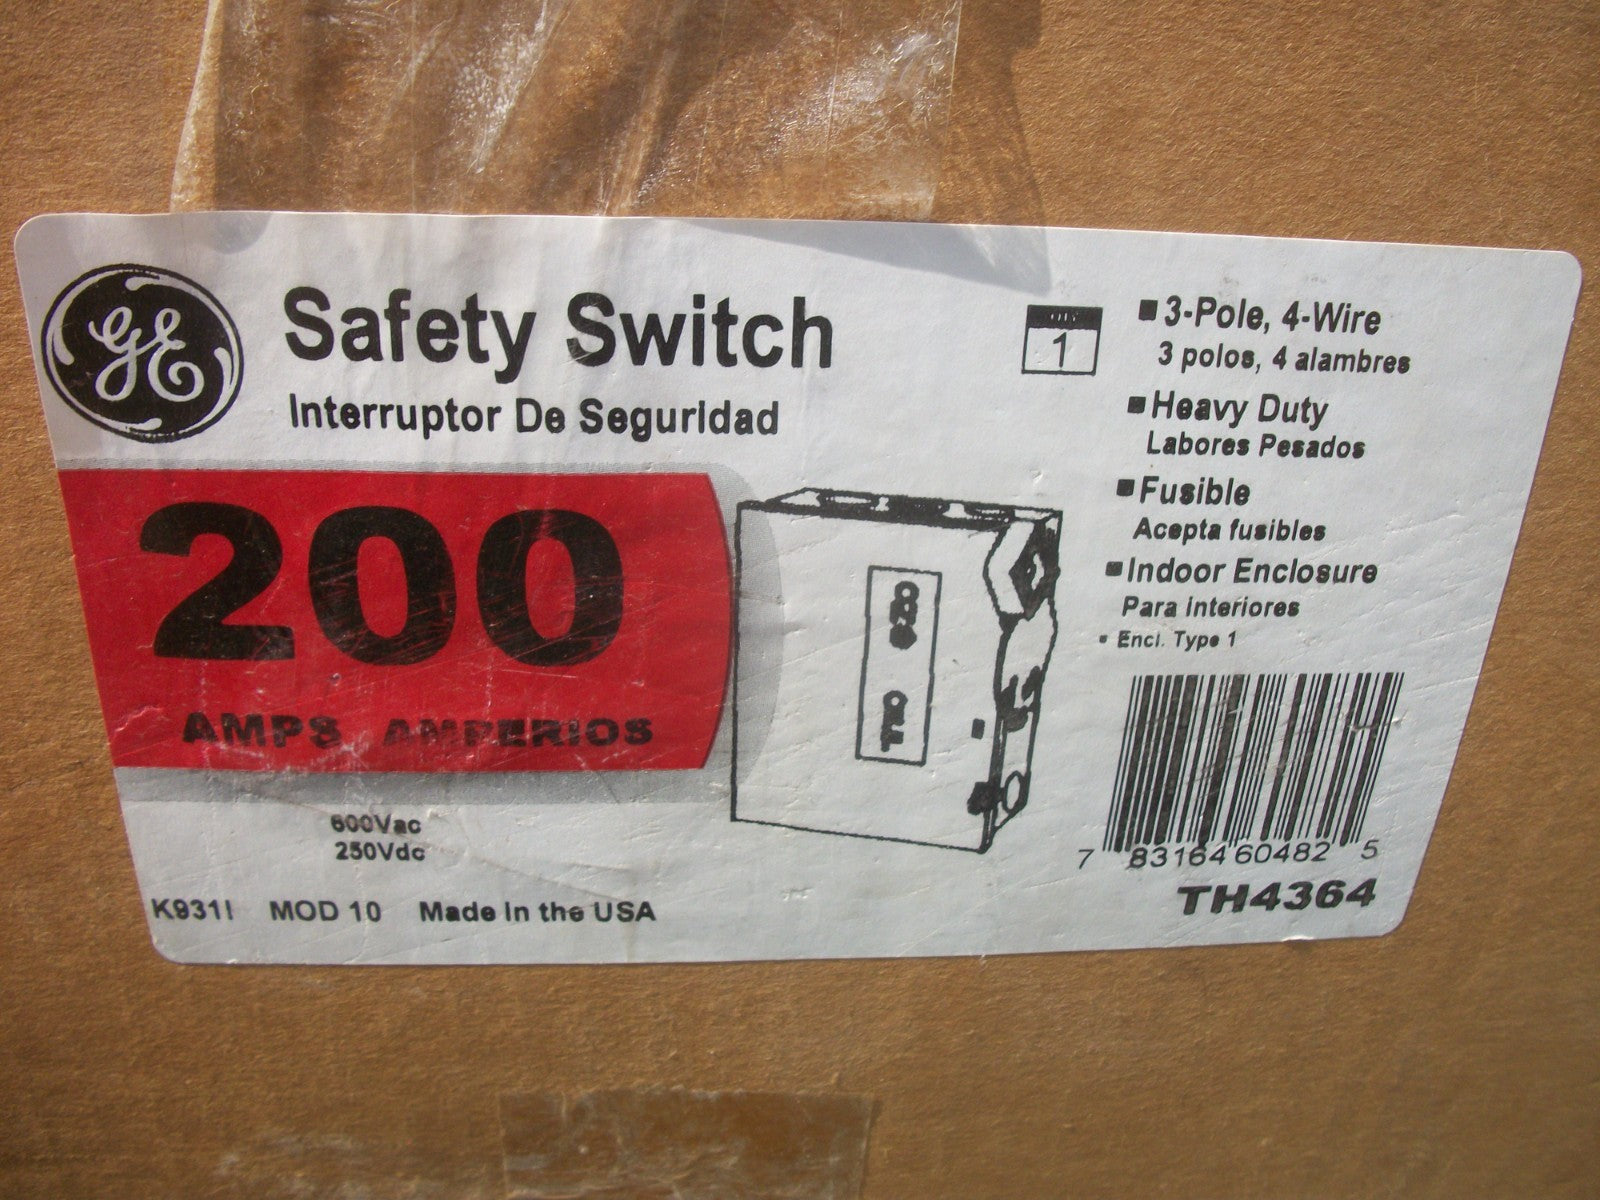 GE
Safety Switch
Interruptor De Seguridad
200
AMPS AMPERIOS
600Vac
250Vdc
K931I MOD 10 Made in the USA
QTY
1
3-Pole, 4-Wire
3 polos, 4 alambres
Heavy Duty
Labores Pesados
Fusible
Acepta fusibles
Indoor Enclosure
Para interiores
Encl. Type 1
7 83164 60482 5
TH4364